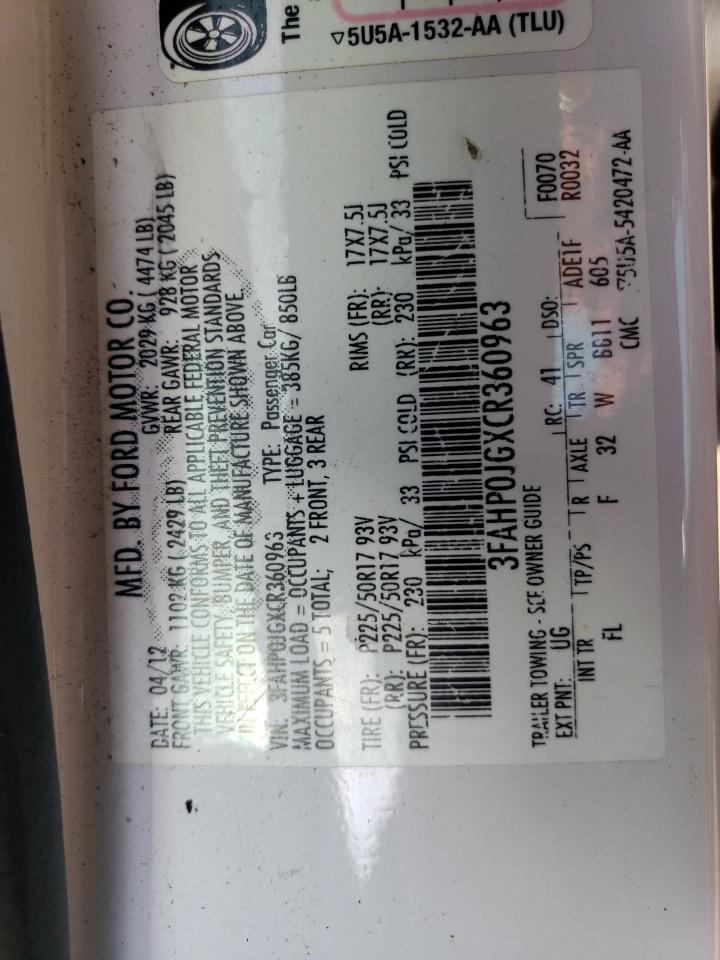 The
▽5U5A-1532-AA (TLU)
MFD. BY FORD MOTOR CO.
DATE: 04/12 GVWR: 2029 KG ( 4474 LB)
FRONT GAWR: 1102 KG ( 2429 LB) REAR GAWR: 928 KG ( 2045 LB)
THIS VEHICLE CONFORMS TO ALL APPLICABLE FEDERAL MOTOR
VEHICLE SAFETY, BUMPER, AND THEFT PREVENTION STANDARDS
IN EFFECT ON THE DATE OF MANUFACTURE SHOWN ABOVE.
VIN: 3FAHP0JGXCR360963 TYPE: Passenger Car
MAXIMUM LOAD = OCCUPANTS + LUGGAGE = 385KG/ 850LB
OCCUPANTS = 5 TOTAL; 2 FRONT, 3 REAR
TIRE (FR): P225/50R17 93V RIMS (FR): 17X7.5J
(RR): P225/50R17 93V (RR): 17X7.5J
PRESSURE (FR): 230 kPa/ 33 PSI COLD (RR): 230 kPa/ 33 PSI COLD
3FAHP0JGXCR360963
TRAILER TOWING - SEE OWNER GUIDE F0070
EXT PNT: UG RC: 41 DSO: R0032
INT TR TP/PS R AXLE TR SPR ADE1F
FL F 32 W GG11 605
CMC 5U5A-5420472-AA